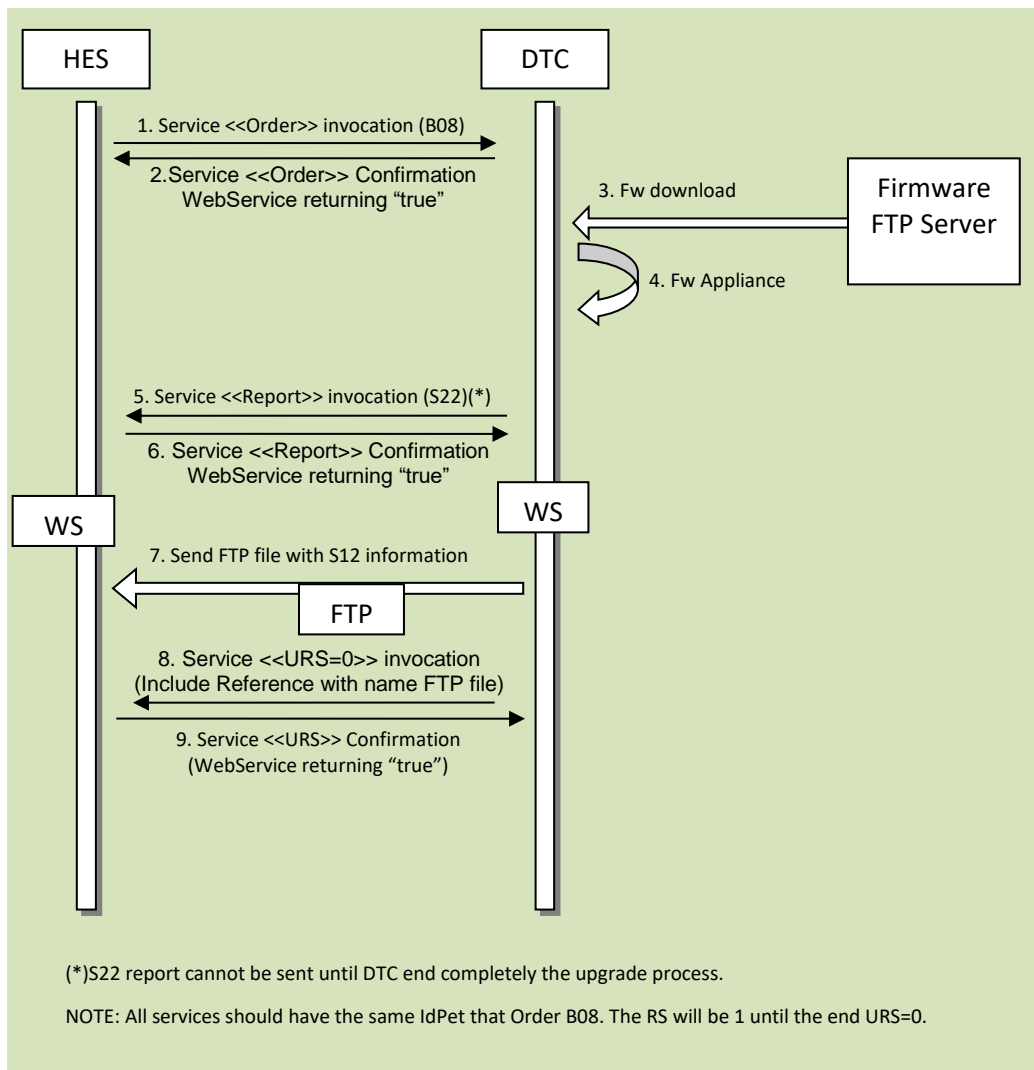 HES
DTC
1. Service <<Order>> invocation (B08)
2.Service <<Order>> Confirmation
WebService returning “true”
3. Fw download
Firmware
FTP Server
4. Fw Appliance
5. Service <<Report>> invocation (S22)(*)
6. Service <<Report>> Confirmation
WebService returning “true”
WS
WS
7. Send FTP file with S12 information
FTP
8. Service <<URS=0>> invocation
(Include Reference with name FTP file)
9. Service <<URS>> Confirmation
(WebService returning “true”)
(*)S22 report cannot be sent until DTC end completely the upgrade process.
NOTE: All services should have the same IdPet that Order B08. The RS will be 1 until the end URS=0.